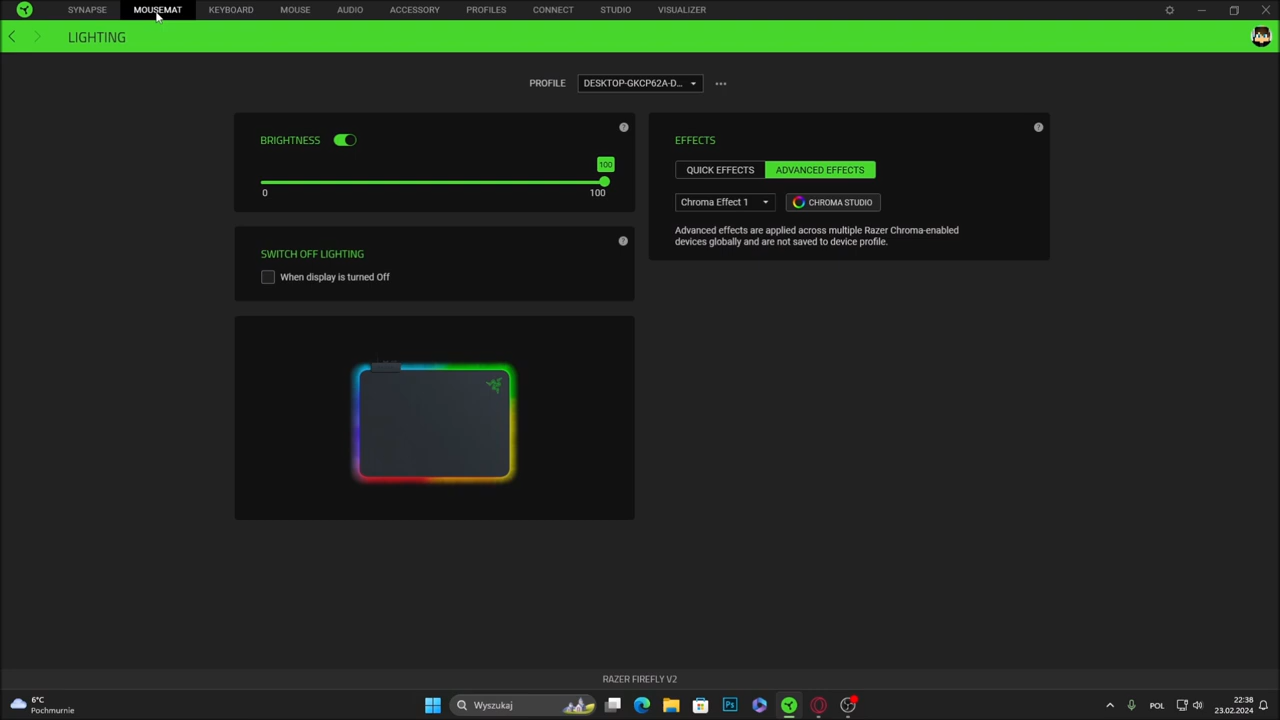 SYNAPSE MOUSEMAT KEYBOARD MOUSE AUDIO ACCESSORY PROFILES CONNECT STUDIO VISUALIZER
LIGHTING
PROFILE DESKTOP-GKCP62A-D...
BRIGHTNESS
100
0 100
SWITCH OFF LIGHTING
When display is turned Off
EFFECTS
QUICK EFFECTS ADVANCED EFFECTS
Chroma Effect 1 CHROMA STUDIO
Advanced effects are applied across multiple Razer Chroma-enabled
devices globally and are not saved to device profile.
RAZER FIREFLY V2
6°C
Pochmurnie
Wyszukaj
Ps
POL
22:38
23.02.2024